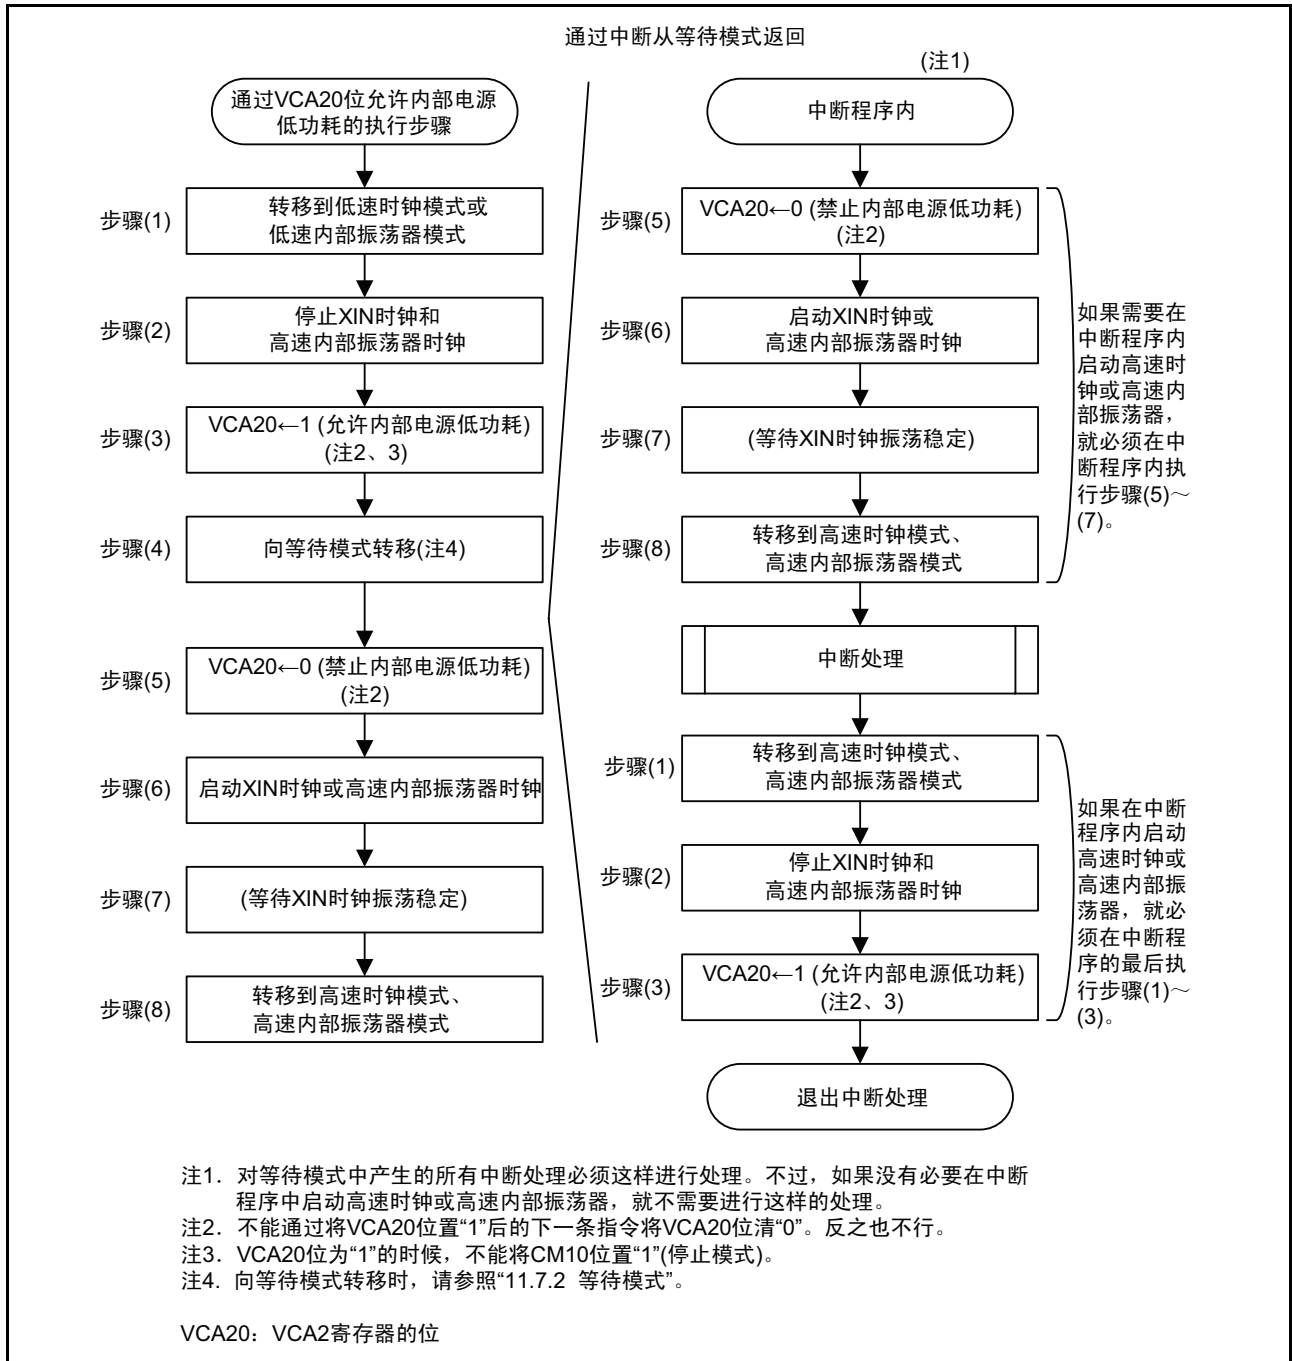 通过中断从等待模式返回
通过VCA20位允许内部电源
低功耗的执行步骤
步骤(1)
转移到低速时钟模式或
低速内部振荡器模式
步骤(2)
停止XIN时钟和
高速内部振荡器时钟
步骤(3)
VCA20←1 (允许内部电源低功耗)
(注2、3)
步骤(4)
向等待模式转移(注4)
步骤(5)
VCA20←0 (禁止内部电源低功耗)
(注2)
步骤(6)
启动XIN时钟或高速内部振荡器时钟
步骤(7)
(等待XIN时钟振荡稳定)
步骤(8)
转移到高速时钟模式、
高速内部振荡器模式
(注1)
中断程序内
步骤(5)
VCA20←0 (禁止内部电源低功耗)
(注2)
步骤(6)
启动XIN时钟或
高速内部振荡器时钟
步骤(7)
(等待XIN时钟振荡稳定)
步骤(8)
转移到高速时钟模式、
高速内部振荡器模式
如果需要在
中断程序内
启动高速时
钟或高速内
部振荡器，
就必须在中
断程序内执
行步骤(5)～
(7)。
中断处理
步骤(1)
转移到高速时钟模式、
高速内部振荡器模式
步骤(2)
停止XIN时钟和
高速内部振荡器时钟
步骤(3)
VCA20←1 (允许内部电源低功耗)
(注2、3)
如果在中断
程序内启动
高速时钟或
高速内部振
荡器，就必
须在中断程
序的最后执
行步骤(1)～
(3)。
退出中断处理
注1. 对等待模式中产生的所有中断处理必须这样进行处理。不过，如果没有必要在中断
程序中启动高速时钟或高速内部振荡器，就不需要进行这样的处理。
注2. 不能通过将VCA20位置“1”后的下一条指令将VCA20位清“0”。反之也不行。
注3. VCA20位为“1”的时候，不能将CM10位置“1”(停止模式)。
注4. 向等待模式转移时，请参照“11.7.2 等待模式”。
VCA20：VCA2寄存器的位